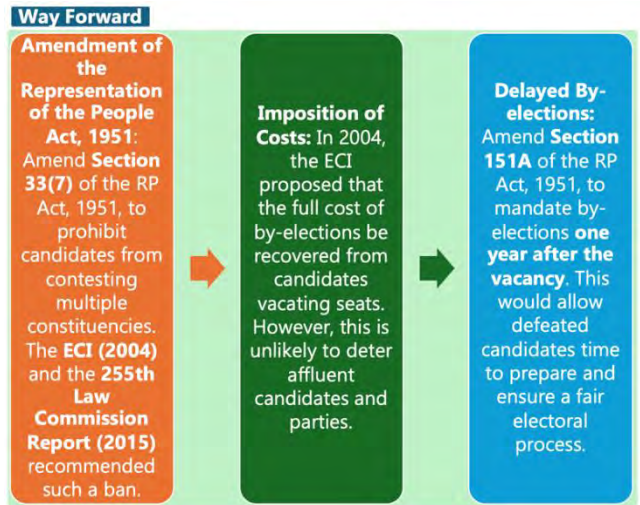 Way Forward
Amendment of
the
Representation
of the People
Act, 1951:
Amend Section
33(7) of the RP
Act, 1951, to
prohibit
candidates from
contesting
multiple
constituencies.
The ECI (2004)
and the 255th
Law
Commission
Report (2015)
recommended
such a ban.
Imposition of
Costs: In 2004,
the ECI
proposed that
the full cost of
by-elections be
recovered from
candidates
vacating seats.
However, this is
unlikely to deter
affluent
candidates and
parties.
Delayed By-
elections:
Amend Section
151A of the RP
Act, 1951, to
mandate by-
elections one
year after the
vacancy. This
would allow
defeated
candidates time
to prepare and
ensure a fair
electoral
process.